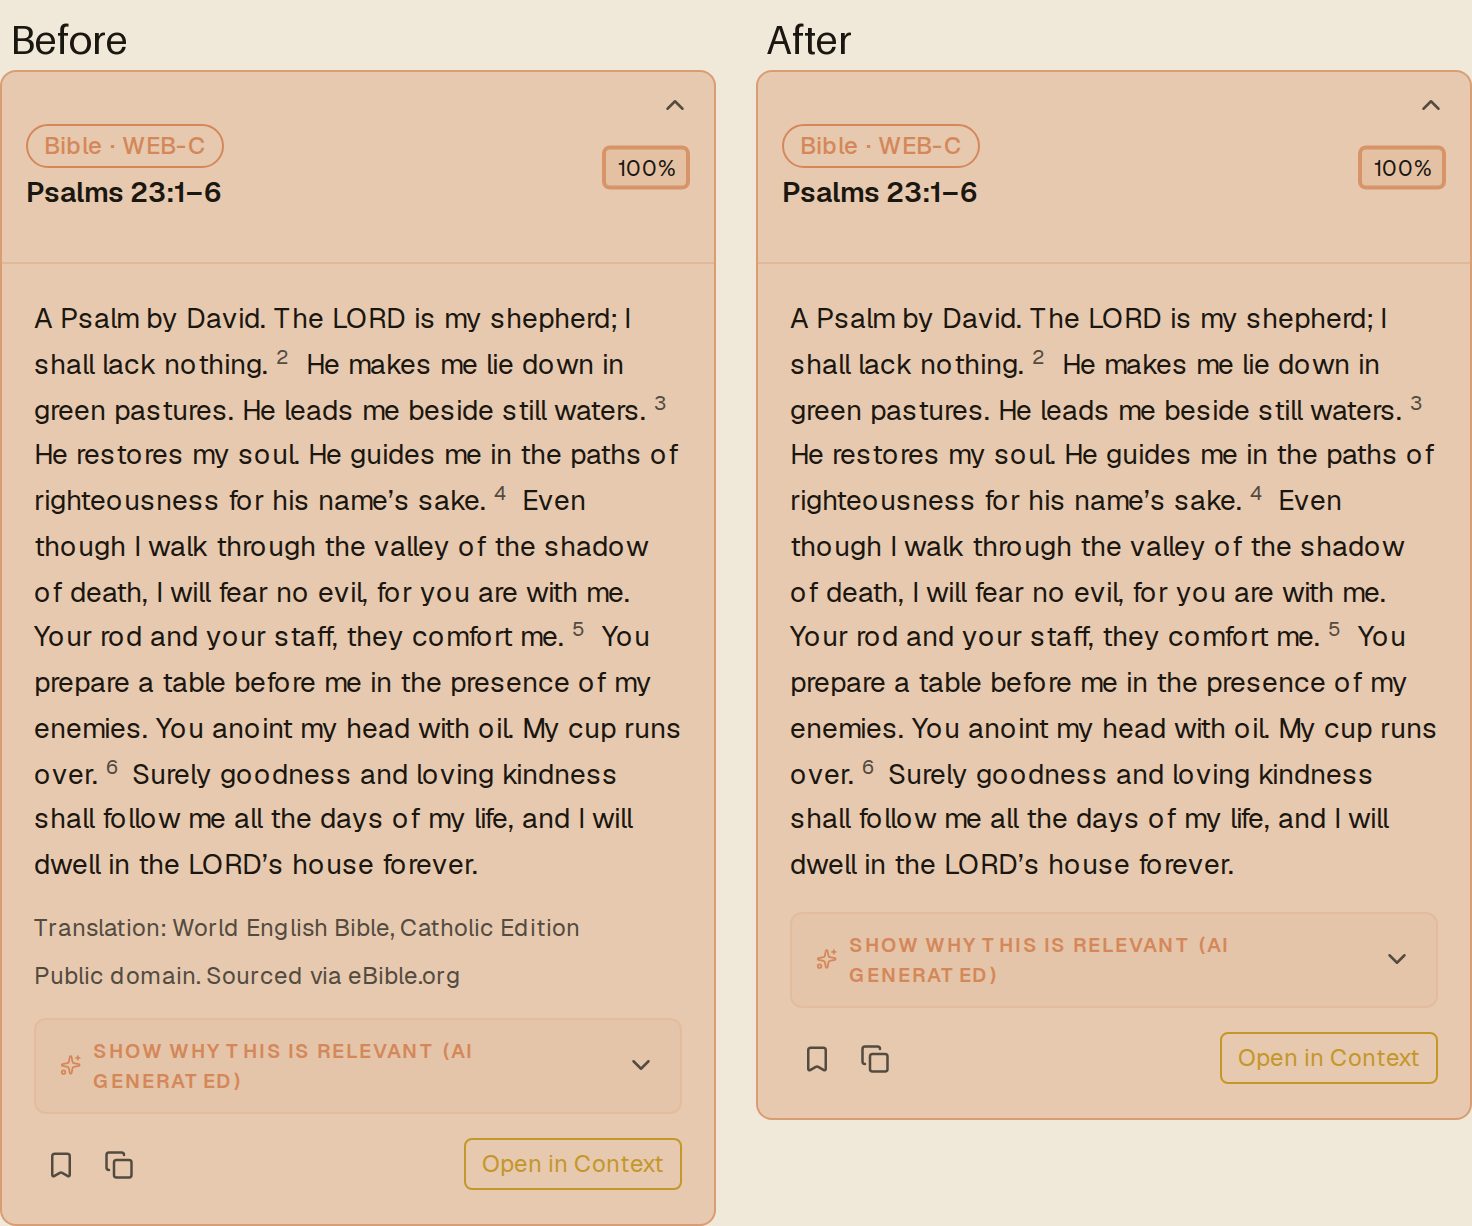 Before
Bible · WEB-C
100%
Psalms 23:1–6
A Psalm by David. The LORD is my shepherd; I
shall lack nothing. 2 He makes me lie down in
green pastures. He leads me beside still waters. 3
He restores my soul. He guides me in the paths of
righteousness for his name’s sake. 4 Even
though I walk through the valley of the shadow
of death, I will fear no evil, for you are with me.
Your rod and your staff, they comfort me. 5 You
prepare a table before me in the presence of my
enemies. You anoint my head with oil. My cup runs
over. 6 Surely goodness and loving kindness
shall follow me all the days of my life, and I will
dwell in the LORD’s house forever.
Translation: World English Bible, Catholic Edition
Public domain. Sourced via eBible.org
SHOW WHY THIS IS RELEVANT (AI
GENERATED)
Open in Context
After
Bible · WEB-C
100%
Psalms 23:1–6
A Psalm by David. The LORD is my shepherd; I
shall lack nothing. 2 He makes me lie down in
green pastures. He leads me beside still waters. 3
He restores my soul. He guides me in the paths of
righteousness for his name’s sake. 4 Even
though I walk through the valley of the shadow
of death, I will fear no evil, for you are with me.
Your rod and your staff, they comfort me. 5 You
prepare a table before me in the presence of my
enemies. You anoint my head with oil. My cup runs
over. 6 Surely goodness and loving kindness
shall follow me all the days of my life, and I will
dwell in the LORD’s house forever.
SHOW WHY THIS IS RELEVANT (AI
GENERATED)
Open in Context